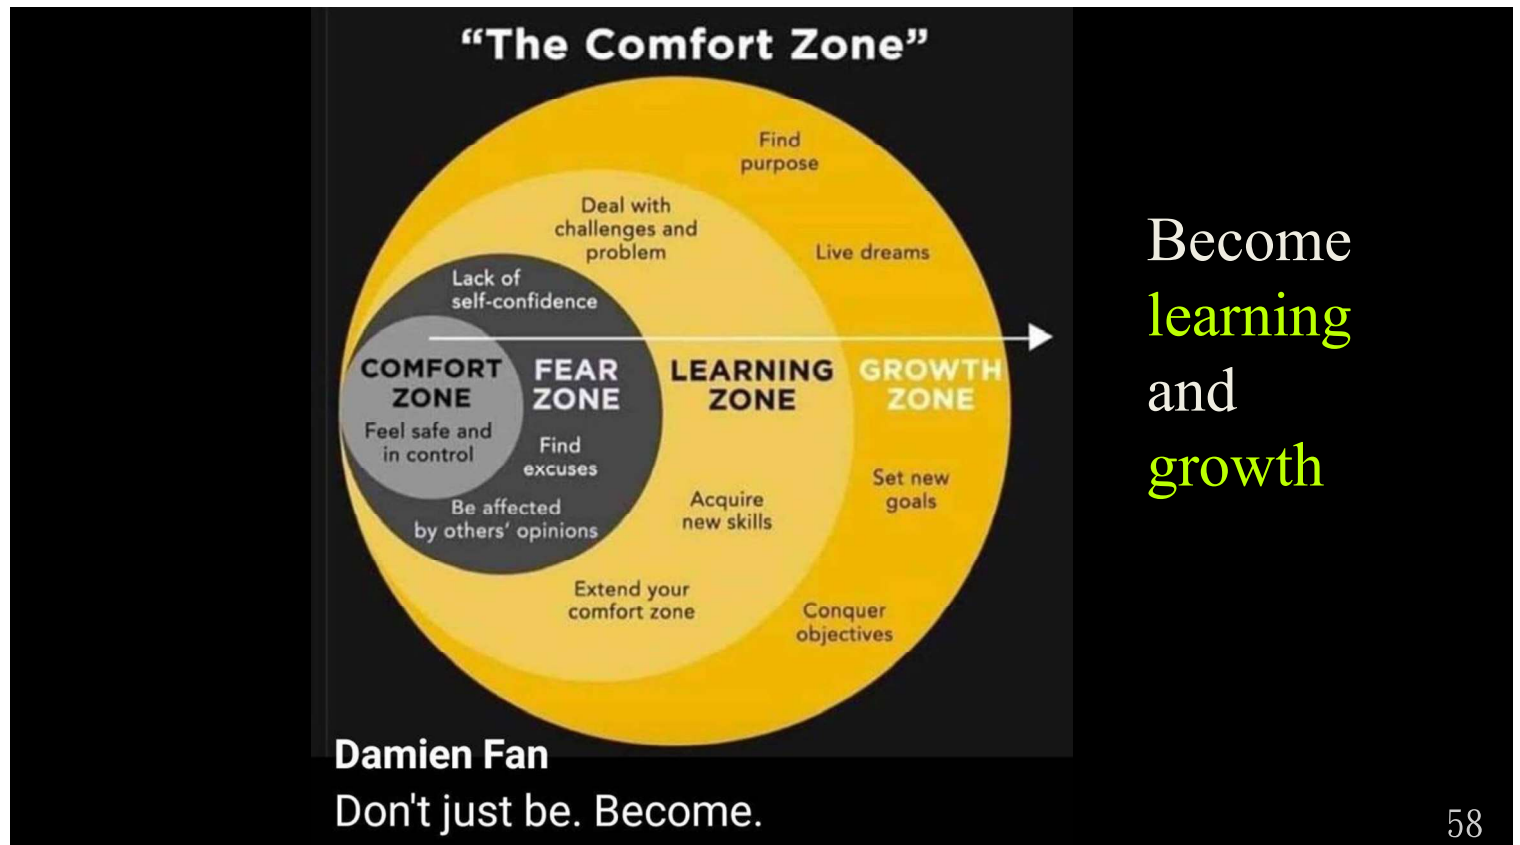 “The Comfort Zone”
Find
purpose
Deal with
challenges and
problem
Live dreams
Lack of
self-confidence
COMFORT
ZONE
Feel safe and
in control
FEAR
ZONE
Find
excuses
Be affected
by others’ opinions
LEARNING
ZONE
Acquire
new skills
Extend your
comfort zone
GROWTH
ZONE
Set new
goals
Conquer
objectives
Damien Fan
Don't just be. Become.
Become
learning
and
growth
58